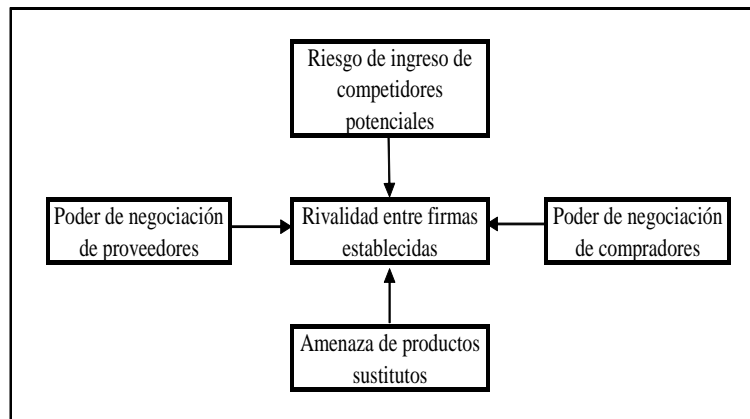 Riesgo de ingreso de
competidores
potenciales
Poder de negociación
de proveedores
Rivalidad entre firmas
establecidas
Poder de negociación
de compradores
Amenaza de productos
sustitutos